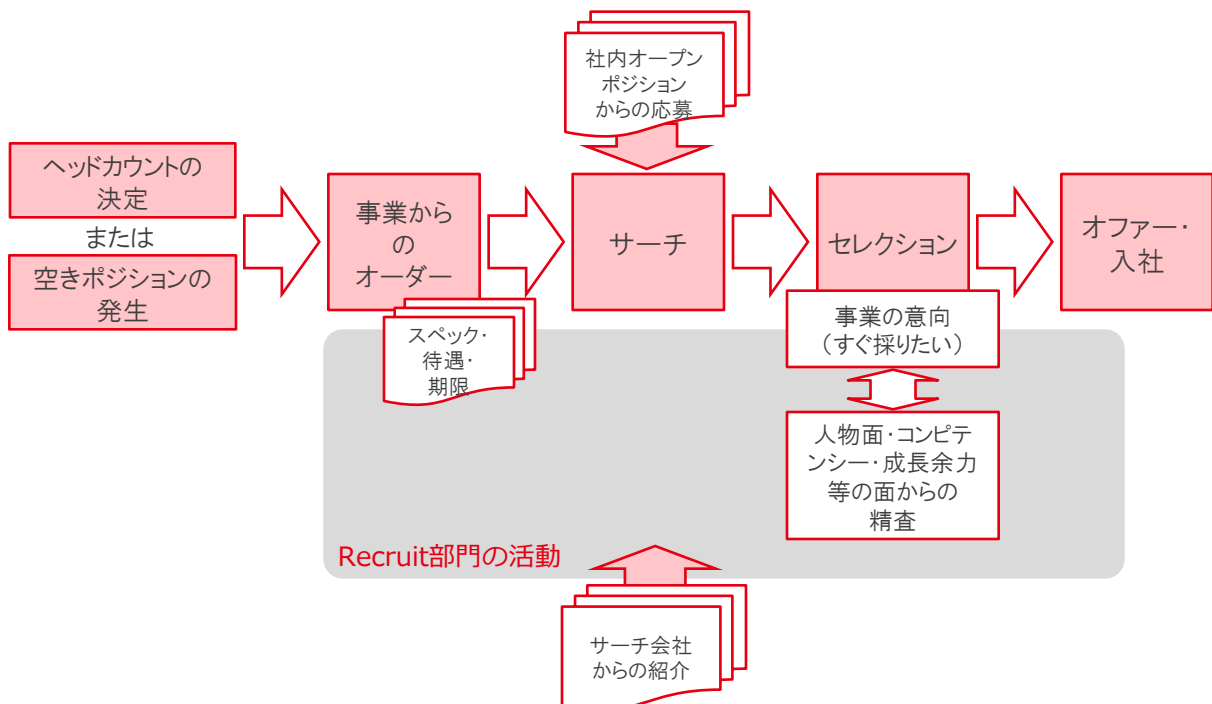 社内オープン
ポジション
からの応募
ヘッドカウントの
決定
または
空きポジションの
発生
事業から
の
オーダー
サーチ
セレクション
オファー・
入社
スペック・
待遇・
期限
事業の意向
（すぐ採りたい）
人物面・コンピテ
ンシー・成長余力
等の面からの
精査
Recruit部門の活動
サーチ会社
からの紹介